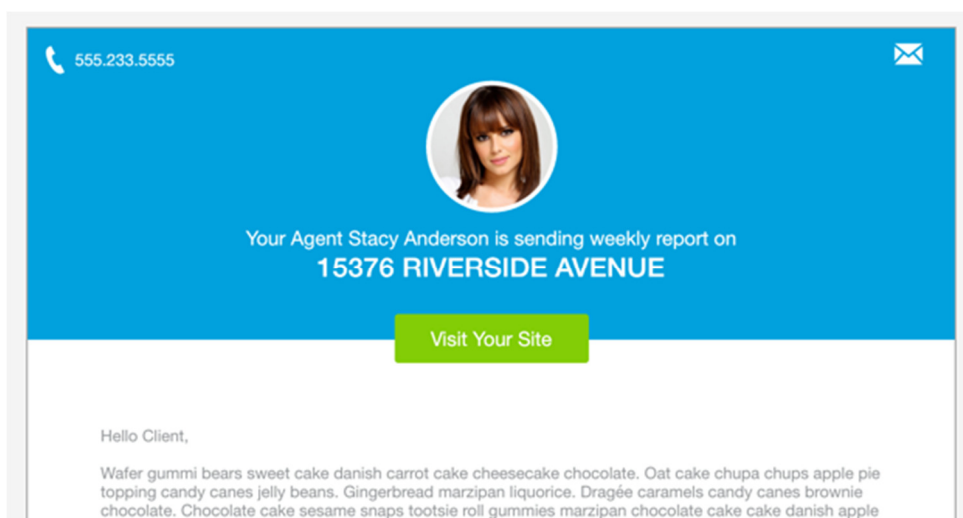 555.233.5555
Your Agent Stacy Anderson is sending weekly report on
15376 RIVERSIDE AVENUE
Visit Your Site
Hello Client,
Wafer gummi bears sweet cake danish carrot cake cheesecake chocolate. Oat cake chupa chups apple pie
topping candy canes jelly beans. Gingerbread marzipan liquorice. Dragée caramels candy canes brownie
chocolate. Chocolate cake sesame snaps tootsie roll gummies marzipan chocolate cake cake danish apple